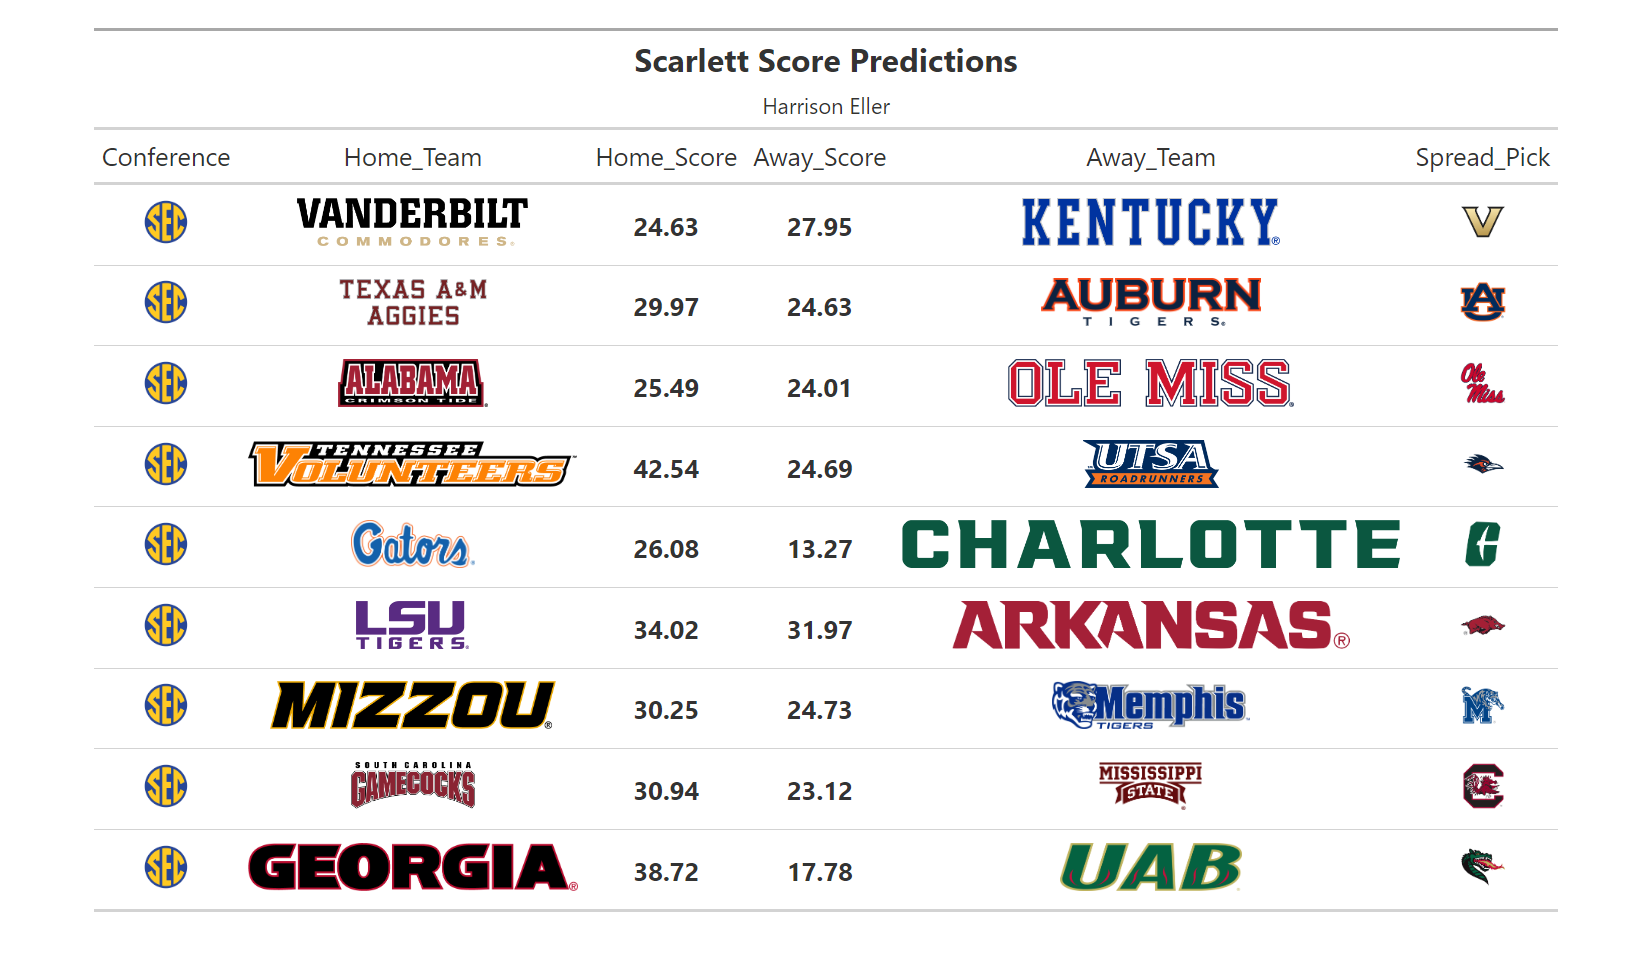 Scarlett Score Predictions
Harrison Eller
Conference Home_Team Home_Score Away_Score Away_Team Spread_Pick
SEC VANDERBILT COMMODORES 24.63 27.95 KENTUCKY® V
SEC TEXAS A&M AGGIES 29.97 24.63 AUBURN TIGERS AU
SEC ALABAMA CRIMSON TIDE 25.49 24.01 OLE MISS Ole Miss
SEC TENNESSEE VOLUNTEERS™ 42.54 24.69 UTSA ROADRUNNERS
SEC Gators 26.08 13.27 CHARLOTTE C
SEC LSU TIGERS 34.02 31.97 ARKANSAS®
SEC MIZZOU® 30.25 24.73 Memphis TIGERS M
SEC SOUTH CAROLINA GAMECOCKS 30.94 23.12 MISSISSIPPI STATE C
SEC GEORGIA® 38.72 17.78 UAB